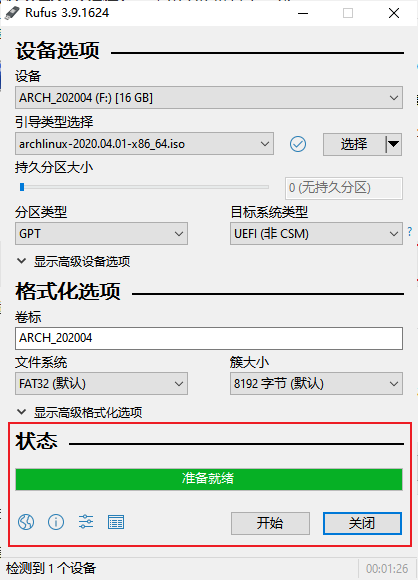 Rufus 3.9.1624
设备选项
设备
ARCH_202004 (F:) [16 GB]
引导类型选择
archlinux-2020.04.01-x86_64.iso
选择
持久分区大小
0 (无持久分区)
分区类型
目标系统类型
GPT
UEFI (非 CSM)
?
显示高级设备选项
格式化选项
卷标
ARCH_202004
文件系统
簇大小
FAT32 (默认)
8192 字节 (默认)
显示高级格式化选项
状态
准备就绪
开始
关闭
检测到 1 个设备
00:01:26